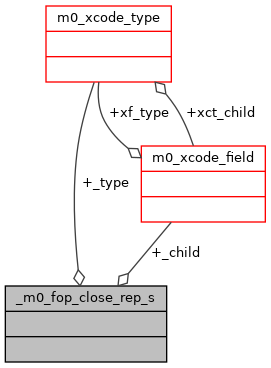 m0_xcode_type
+xf_type
+xct_child
m0_xcode_field
+_type
+_child
_m0_fop_close_rep_s